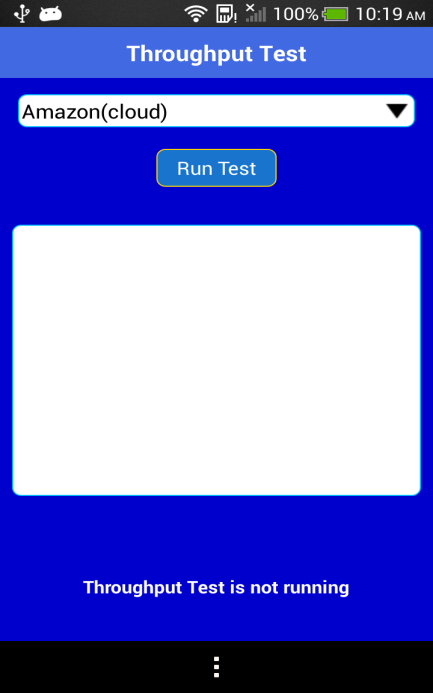 100% 10:19 AM
Throughput Test
Amazon(cloud)
Run Test
Throughput Test is not running